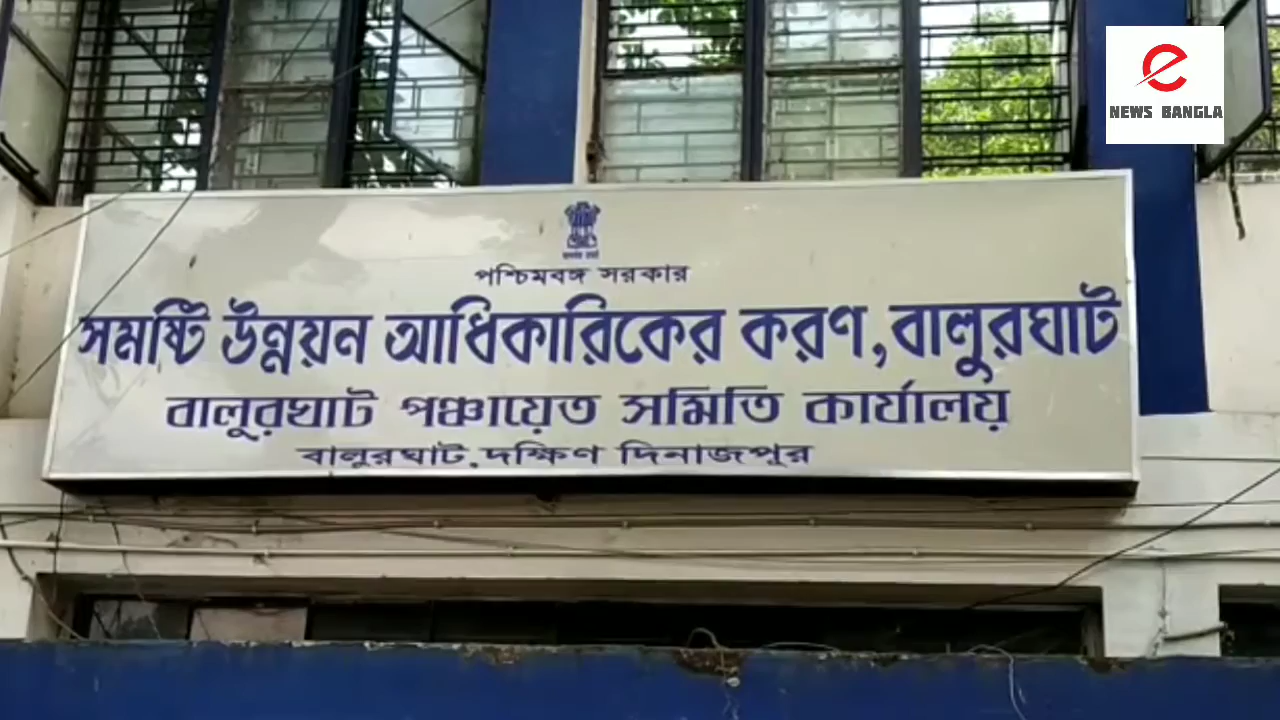 NEWS BANGLA
পশ্চিমবঙ্গ সরকার
সমষ্টি উন্নয়ন আধিকারিকের করণ, বালুরঘাট
বালুরঘাট পঞ্চায়েত সমিতি কার্যালয়
বালুরঘাট, দক্ষিণ দিনাজপুর